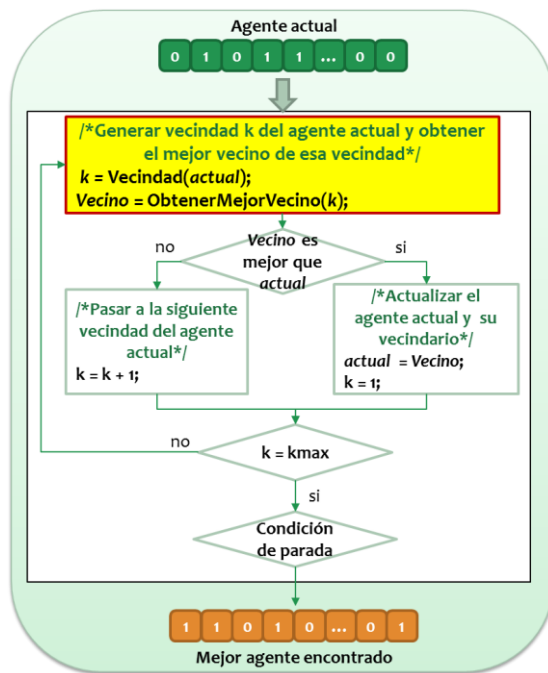 Agente actual
0 1 0 1 1 ... 0 0
/*Generar vecindad k del agente actual y obtener
el mejor vecino de esa vecindad*/
k = Vecindad(actual);
Vecino = ObtenerMejorVecino(k);
no
Vecino es
mejor que
actual
si
/*Pasar a la siguiente
vecindad del agente
actual*/
k = k + 1;
/*Actualizar el
agente actual y su
vecindario*/
actual = Vecino;
k = 1;
no
k = kmax
si
Condición
de parada
1 1 0 1 0 ... 0 1
Mejor agente encontrado